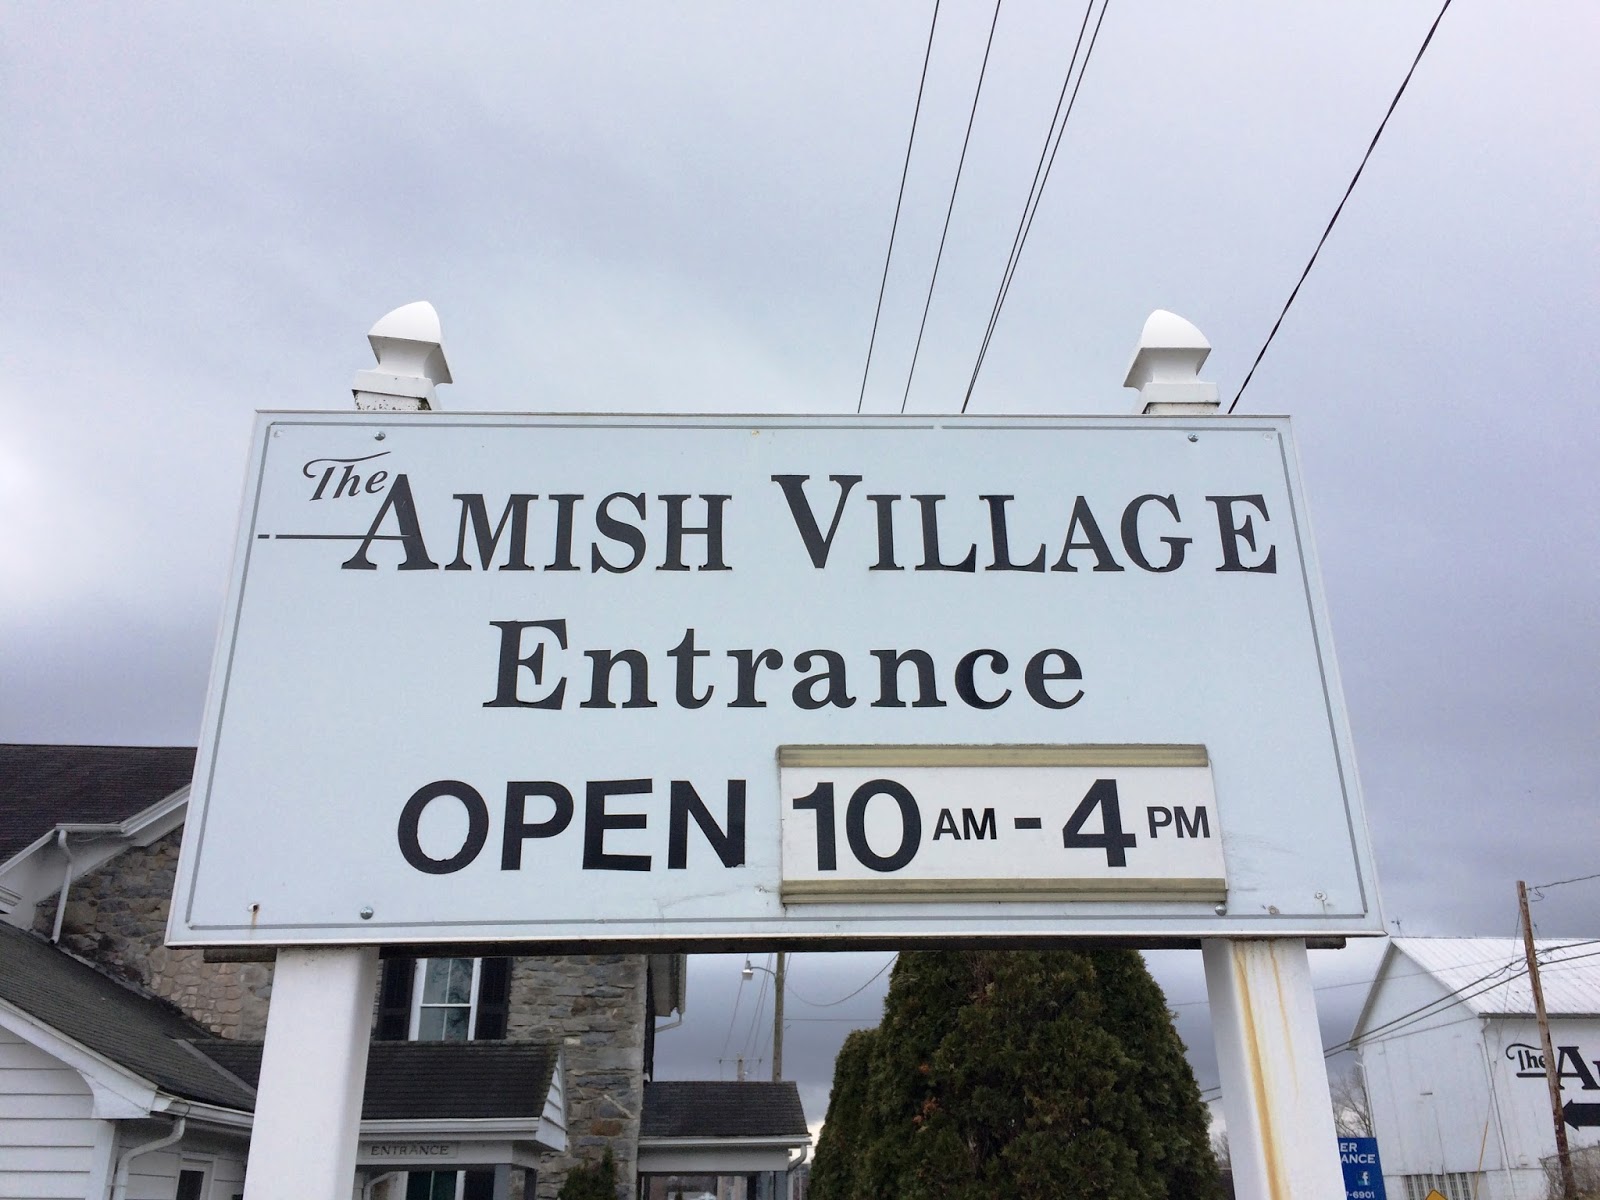 The AMISH VILLAGE
Entrance
OPEN 10 AM - 4 PM
ENTRANCE
The